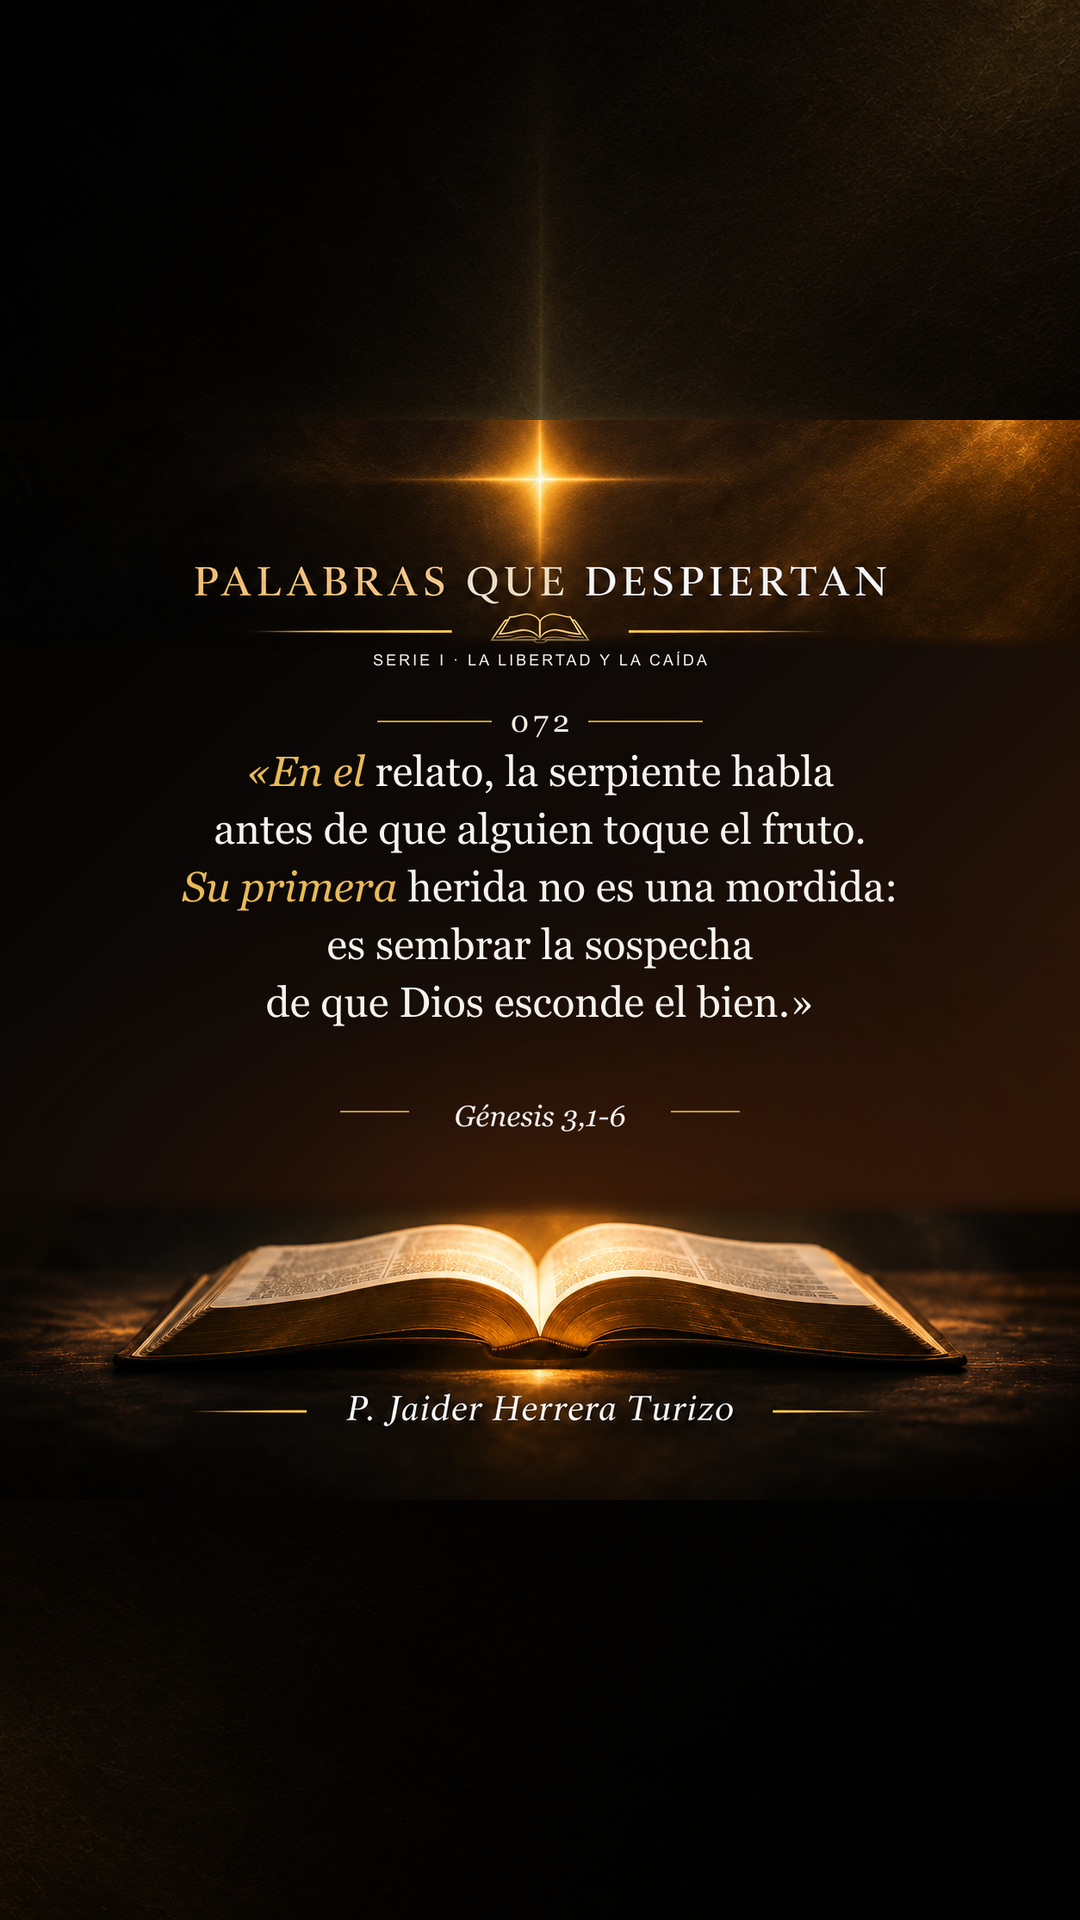 PALABRAS QUE DESPIERTAN
SERIE I · LA LIBERTAD Y LA CAÍDA
072
«En el relato, la serpiente habla
antes de que alguien toque el fruto.
Su primera herida no es una mordida:
es sembrar la sospecha
de que Dios esconde el bien.»
Génesis 3,1-6
P. Jaider Herrera Turizo